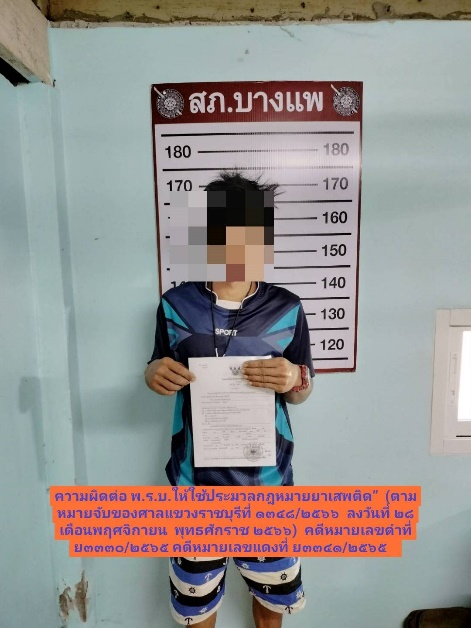 สภ.บางแพ
180 180
170 170
160
150
140
130
120
SPORT
ความผิดต่อ พ.ร.บ.ให้ใช้ประมวลกฎหมายยาเสพติด" (ตาม
หมายจับของศาลแขวงราชบุรีที่ ๑๓๔๘/๒๕๖๖ ลงวันที่ ๒๘
เดือนพฤศจิกายน พุทธศักราช ๒๕๖๖) คดีหมายเลขดำที่
ย๓๓๓๐/๒๕๖๕ คดีหมายเลขแดงที่ ย๓๓๔๑/๒๕๖๕